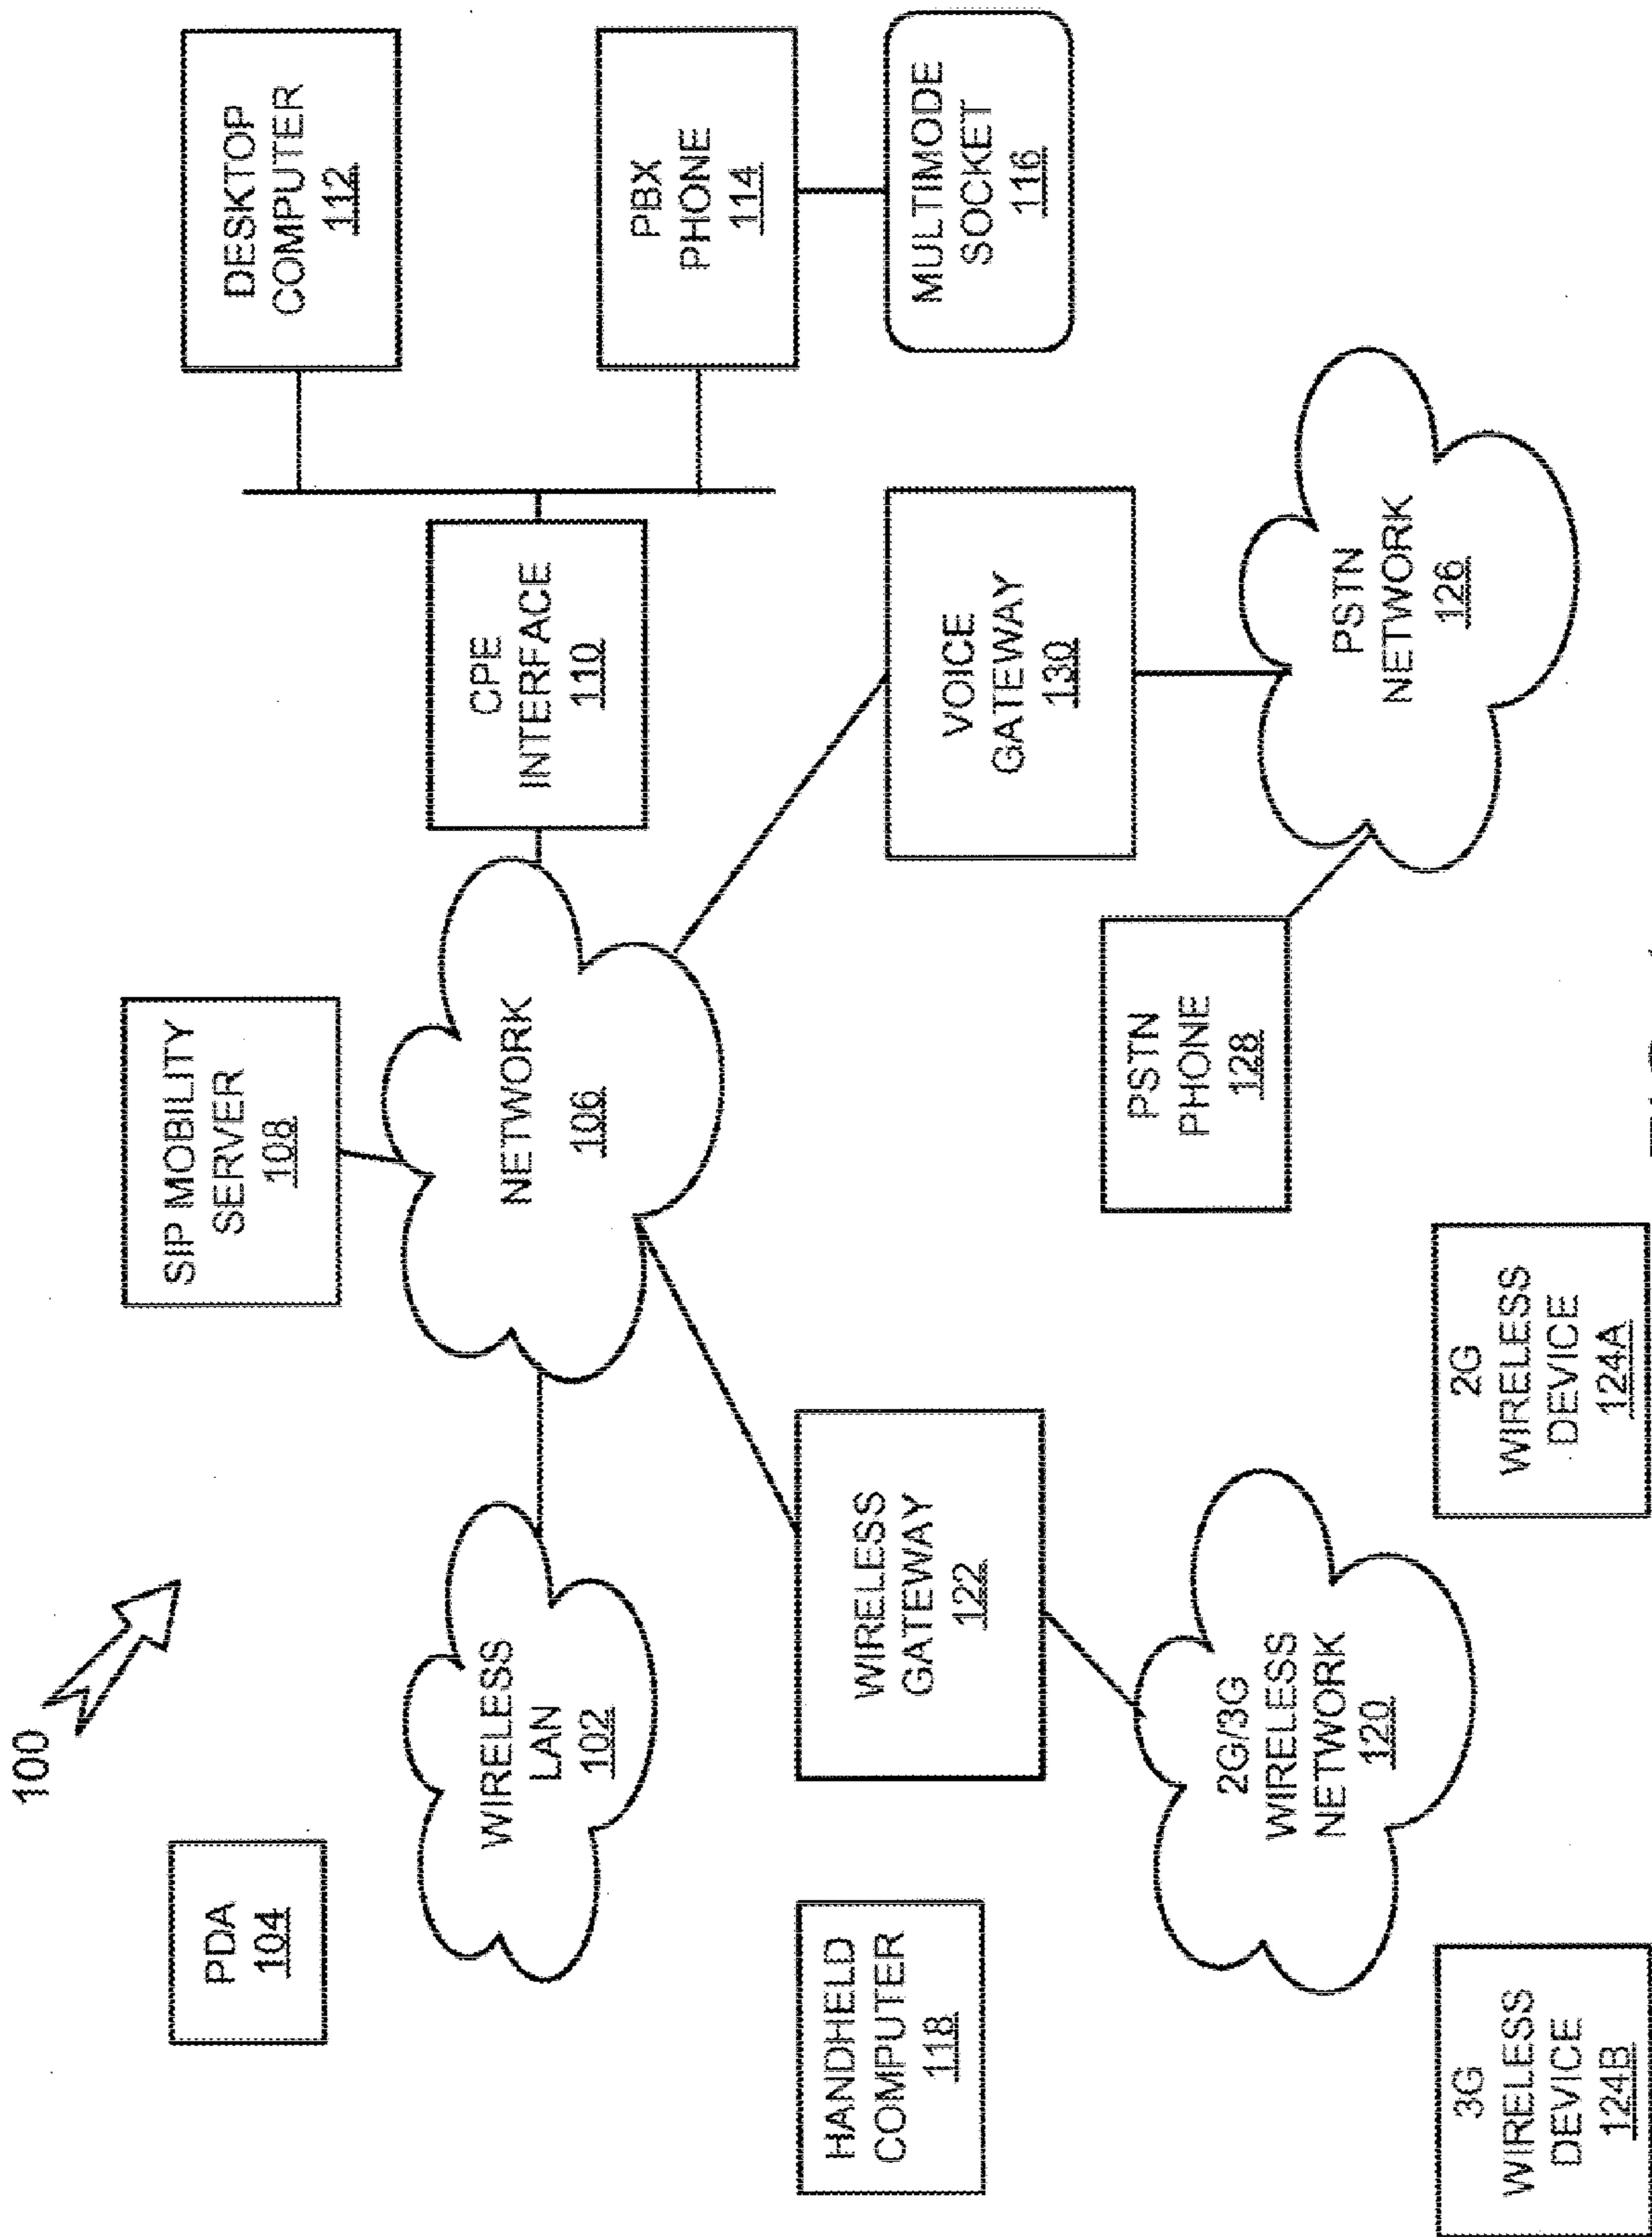 100
PDA
104
SIP MOBILITY
SERVER
108
DESKTOP
COMPUTER
112
WIRELESS
LAN
102
NETWORK
106
CPE
INTERFACE
110
PBX
PHONE
114
MULTIMODE
SOCKET
116
HANDHELD
COMPUTER
118
WIRELESS
GATEWAY
122
VOICE
GATEWAY
130
2G/3G
WIRELESS
NETWORK
120
PSTN
PHONE
128
PSTN
NETWORK
126
3G
WIRELESS
DEVICE
124B
2G
WIRELESS
DEVICE
124A